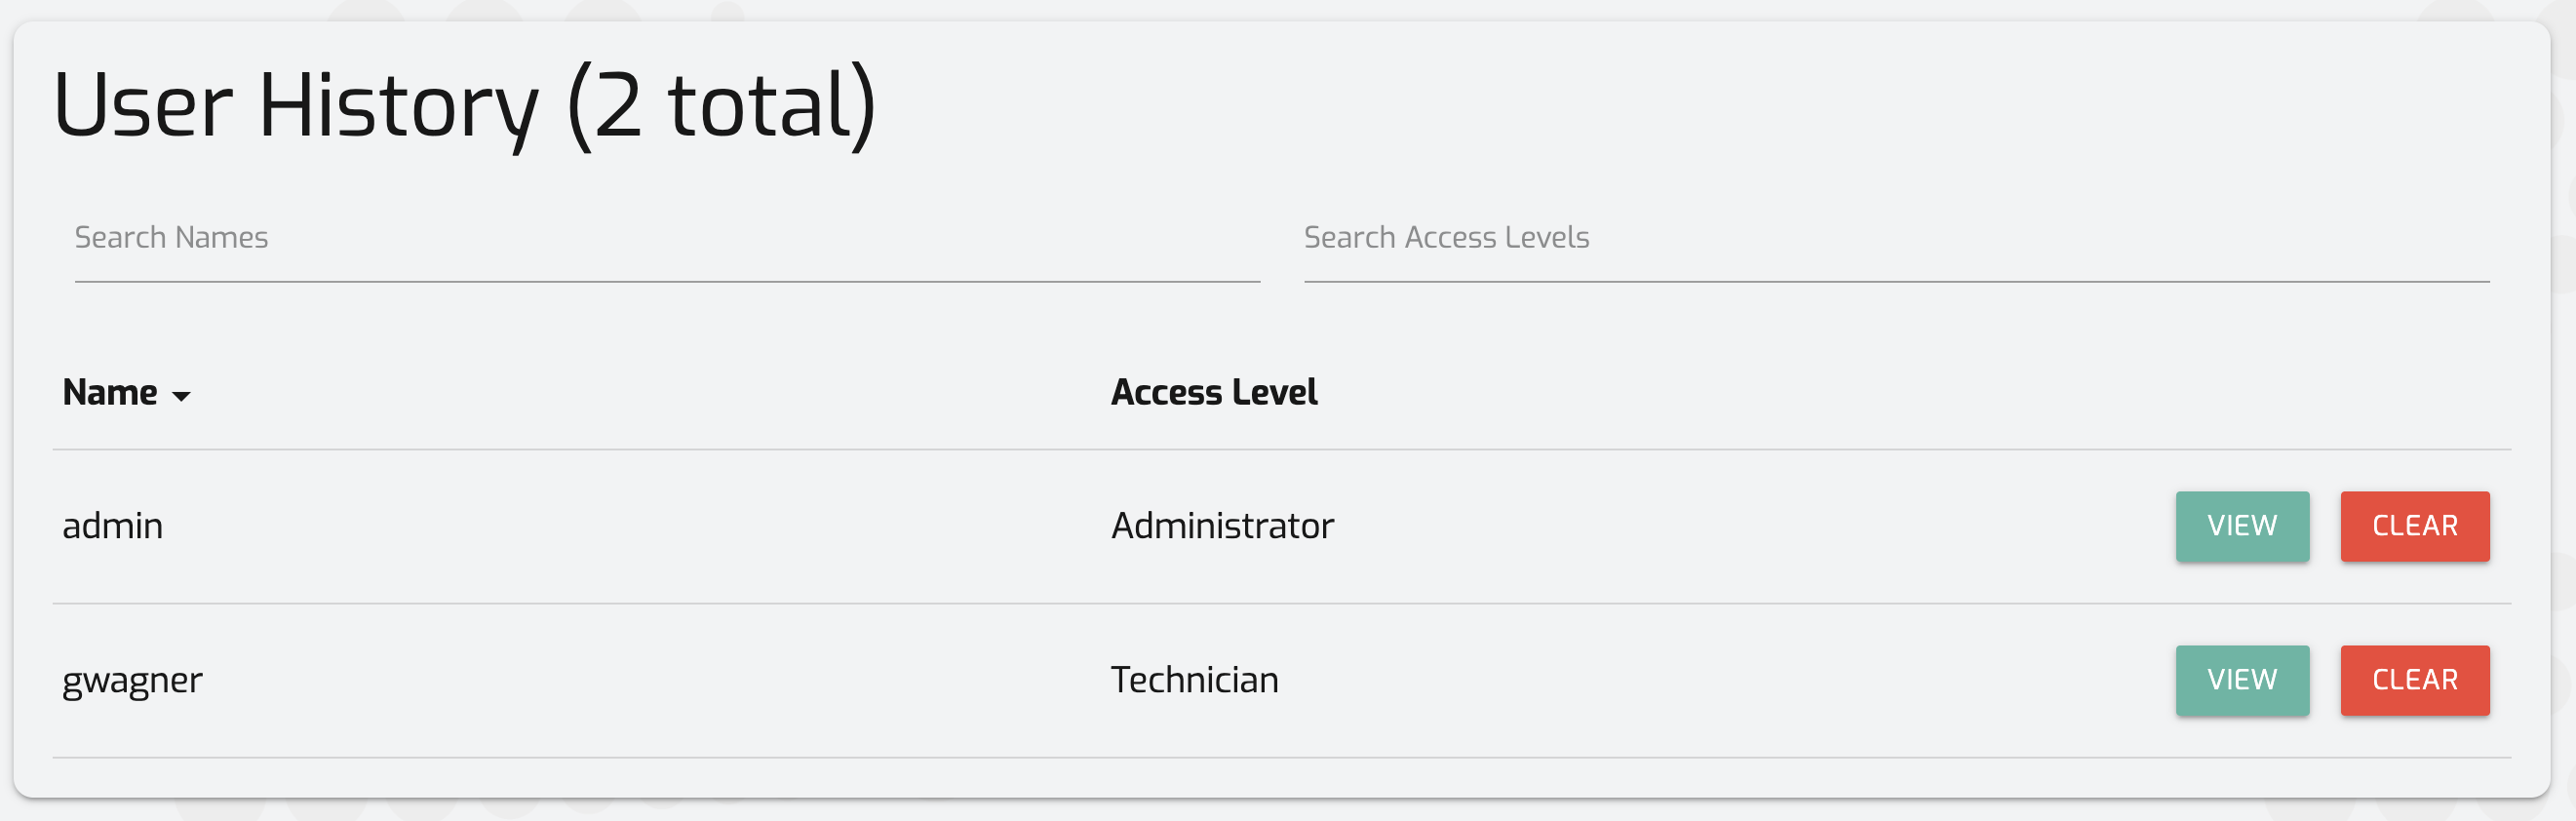 User History (2 total)
Search Names Search Access Levels
Name Access Level
admin Administrator VIEW CLEAR
gwagner Technician VIEW CLEAR